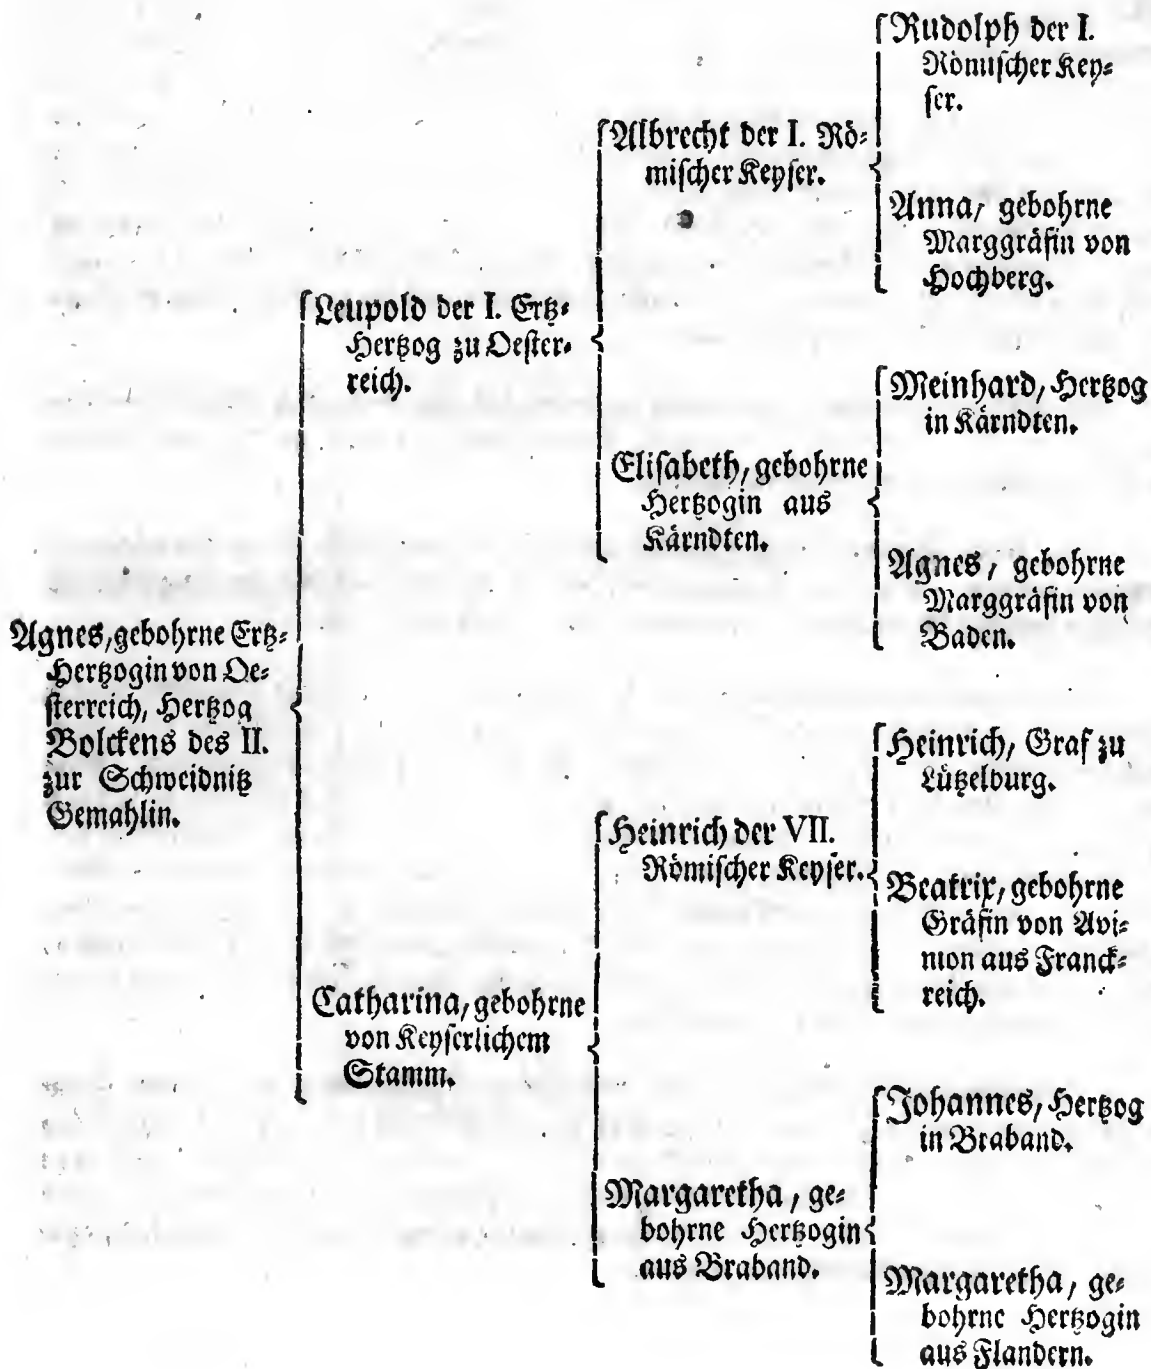 Agnes, gebohrne Ertz-
Hertzogin von Oe-
sterreich, Hertzog
Bolckens des II.
zur Schweidnitz
Gemahlin.
Leupold der I. Ertz-
Hertzog zu Oester-
reich.
Albrecht der I. Rö-
mischer Keyser.
Rudolph der I.
Römischer Key-
ser.
Anna, gebohrne
Marggräfin von
Hochberg.
Elisabeth, gebohrne
Hertzogin aus
Kärndten.
Meinhard, Hertzog
in Kärndten.
Agnes, gebohrne
Marggräfin von
Baden.
Catharina, gebohrne
von Keyserlichem
Stamm.
Heinrich der VII.
Römischer Keyser.
Heinrich, Graf zu
Lützelburg.
Beatrix, gebohrne
Gräfin von Avi-
nion aus Franck-
reich.
Margaretha, ge-
bohrne Hertzogin
aus Braband.
Johannes, Hertzog
in Braband.
Margaretha, ge-
bohrne Hertzogin
aus Flandern.